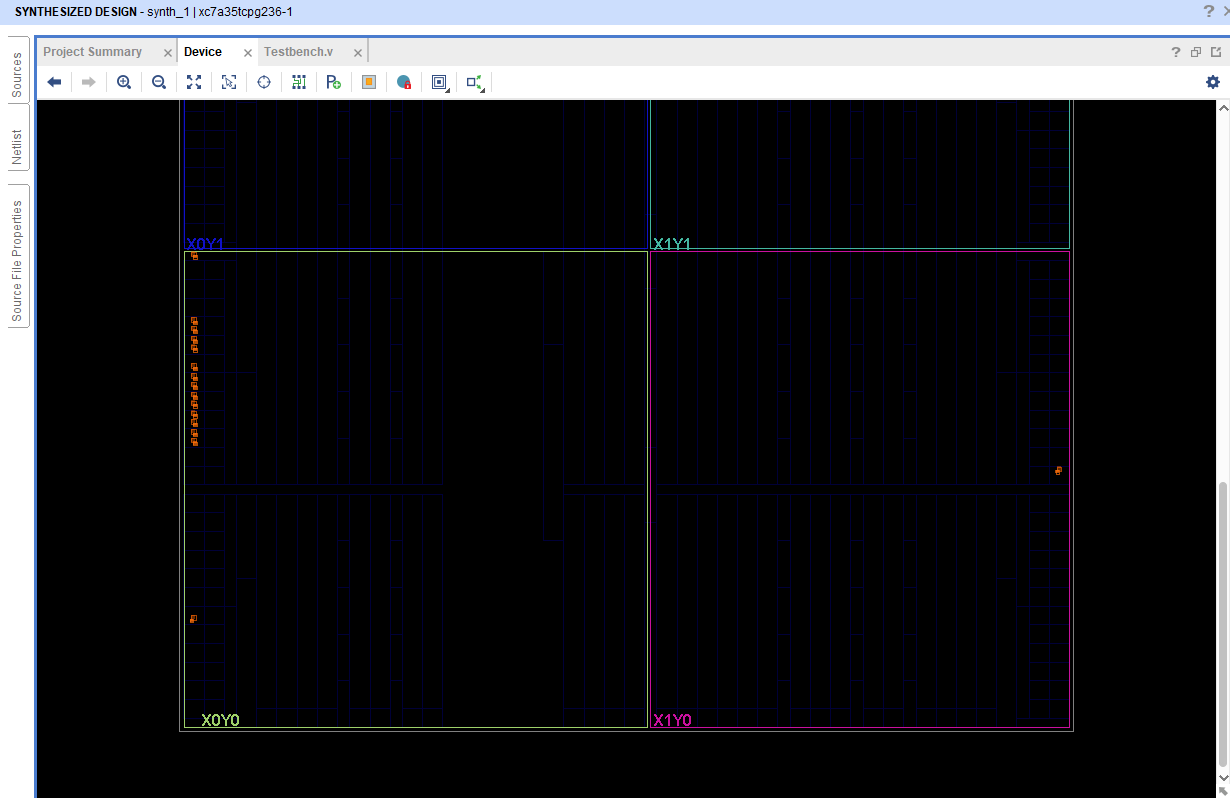 SYNTHESIZED DESIGN - synth_1 | xc7a35tcpg236-1
Sources
Netlist
Source File Properties
Project Summary
Device
Testbench.v
X0Y1
X1Y1
X0Y0
X1Y0